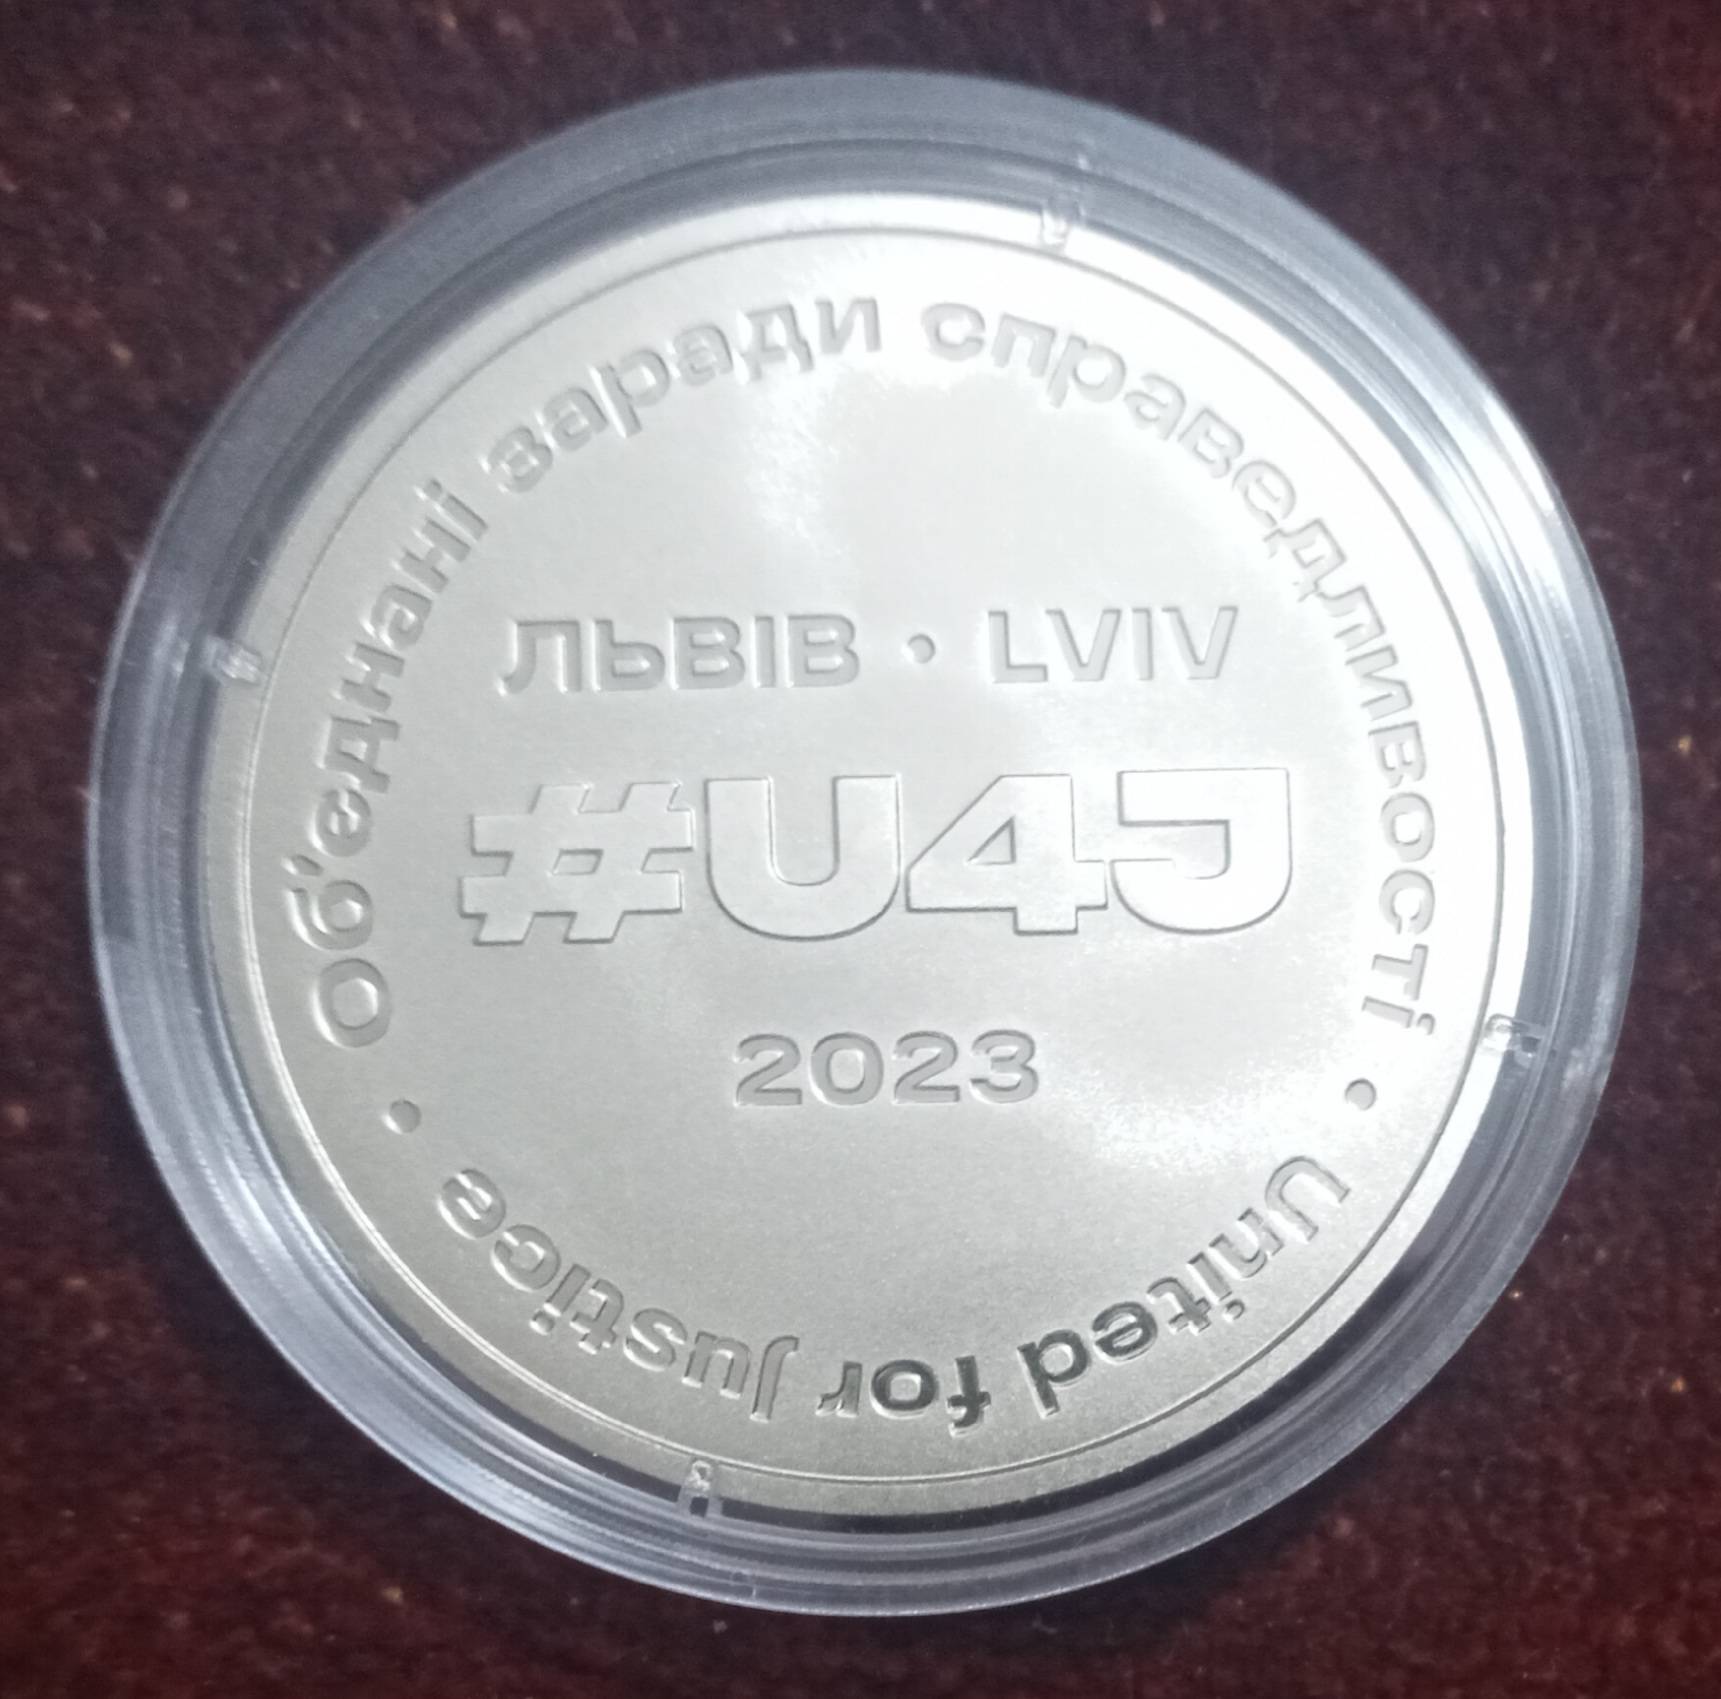 Об'єднані заради справедливості
ЛЬВІВ • LVIV
#U4J
2023
United for Justice